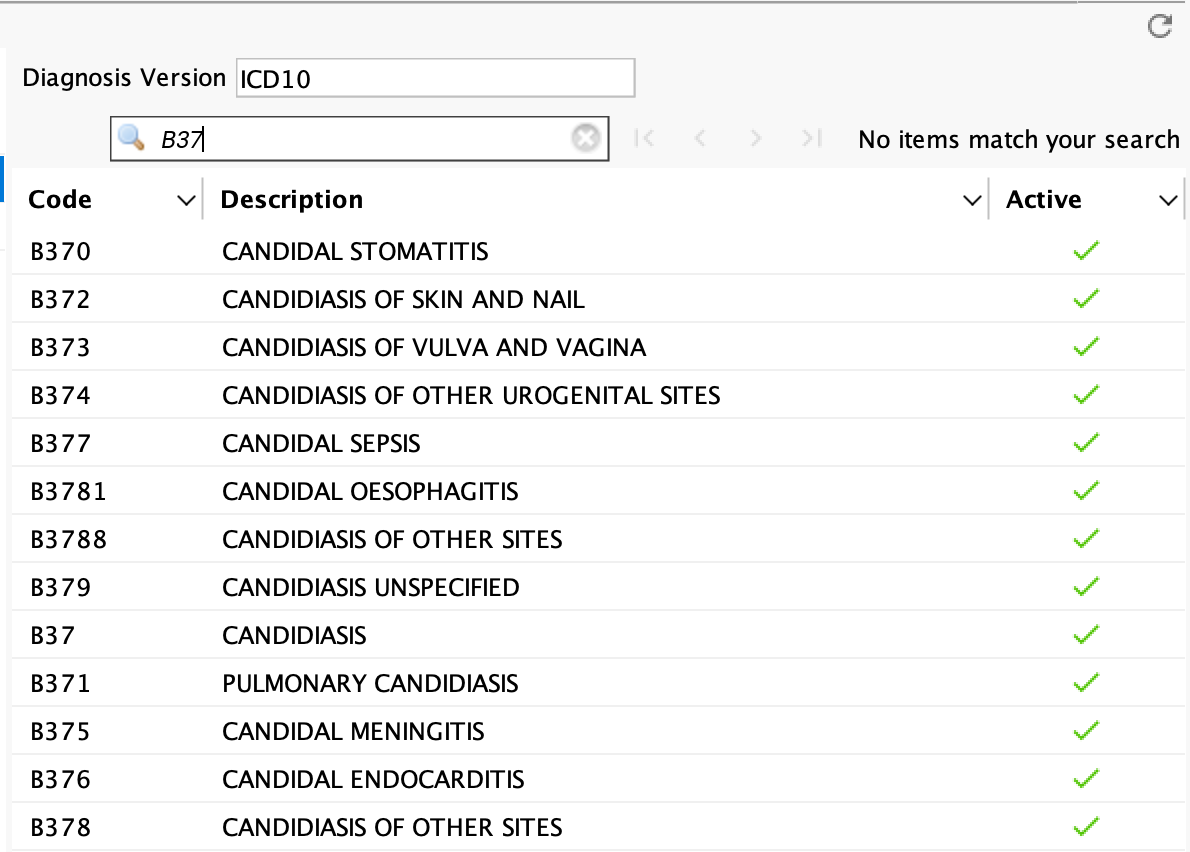 Diagnosis Version ICD10
B37 No items match your search
Code Description Active
B370 CANDIDAL STOMATITIS
B372 CANDIDIASIS OF SKIN AND NAIL
B373 CANDIDIASIS OF VULVA AND VAGINA
B374 CANDIDIASIS OF OTHER UROGENITAL SITES
B377 CANDIDAL SEPSIS
B3781 CANDIDAL OESOPHAGITIS
B3788 CANDIDIASIS OF OTHER SITES
B379 CANDIDIASIS UNSPECIFIED
B37 CANDIDIASIS
B371 PULMONARY CANDIDIASIS
B375 CANDIDAL MENINGITIS
B376 CANDIDAL ENDOCARDITIS
B378 CANDIDIASIS OF OTHER SITES